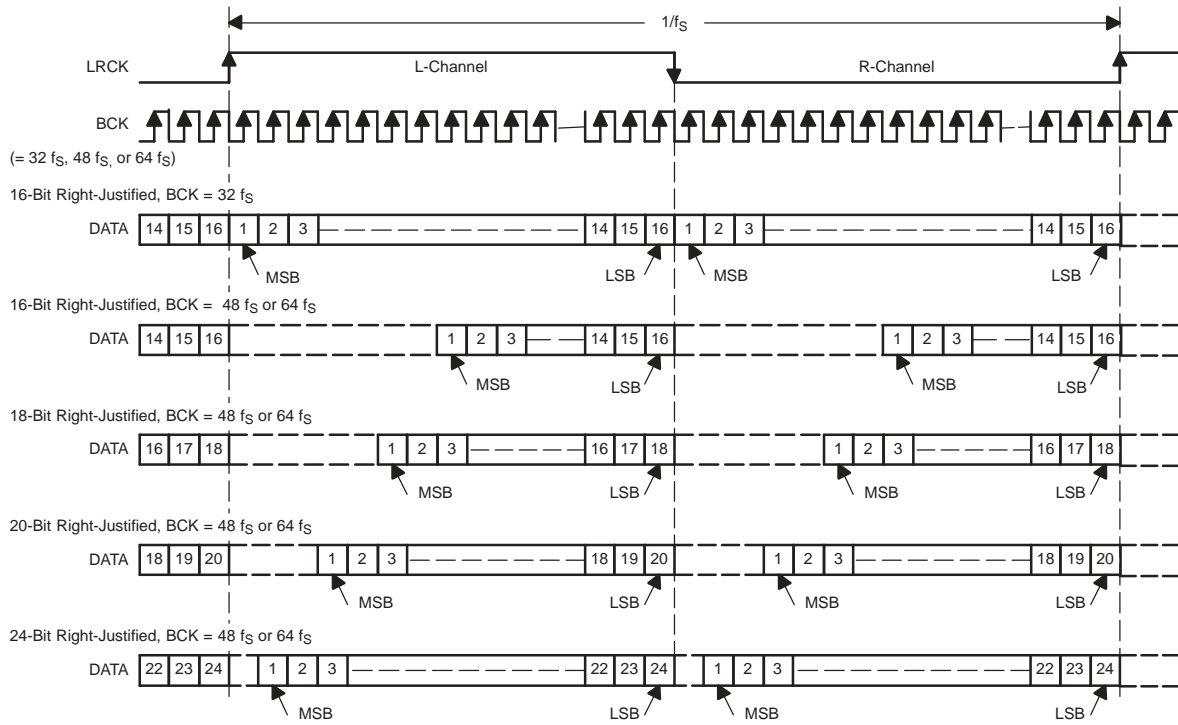 1/fS
LRCK L-Channel R-Channel
BCK
(= 32 fS, 48 fS, or 64 fS)
16-Bit Right-Justified, BCK = 32 fS
DATA 14 15 16 1 2 3 14 15 16 1 2 3 14 15 16
MSB LSB MSB LSB
16-Bit Right-Justified, BCK = 48 fS or 64 fS
DATA 14 15 16 1 2 3 14 15 16 1 2 3 14 15 16
MSB LSB MSB LSB
18-Bit Right-Justified, BCK = 48 fS or 64 fS
DATA 16 17 18 1 2 3 16 17 18 1 2 3 16 17 18
MSB LSB MSB LSB
20-Bit Right-Justified, BCK = 48 fS or 64 fS
DATA 18 19 20 1 2 3 18 19 20 1 2 3 18 19 20
MSB LSB MSB LSB
24-Bit Right-Justified, BCK = 48 fS or 64 fS
DATA 22 23 24 1 2 3 22 23 24 1 2 3 22 23 24
MSB LSB MSB LSB